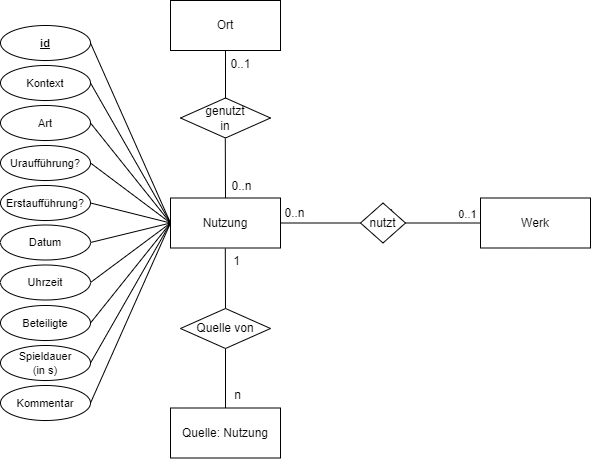 Ort
id
0..1
Kontext
genutzt
in
Art
Uraufführung?
0..n
Erstaufführung?
Nutzung
0..n
nutzt
0..1
Werk
Datum
1
Uhrzeit
Beteiligte
Quelle von
Spieldauer
(in s)
n
Kommentar
Quelle: Nutzung